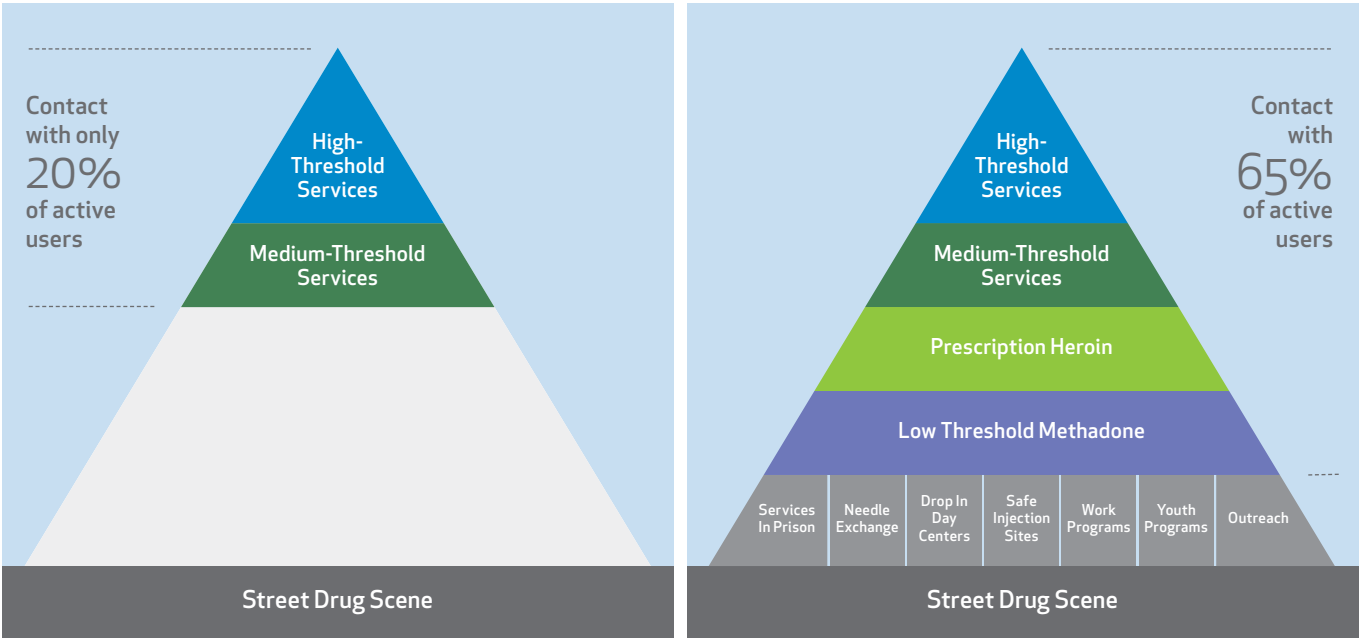 Contact
with only
20%
of active
users
High-
Threshold
Services
Medium-Threshold
Services
Street Drug Scene
High-
Threshold
Services
Medium-Threshold
Services
Prescription Heroin
Low Threshold Methadone
Services
In Prison
Needle
Exchange
Drop In
Day
Centers
Safe
Injection
Sites
Work
Programs
Youth
Programs
Outreach
Contact
with
65%
of active
users
Street Drug Scene